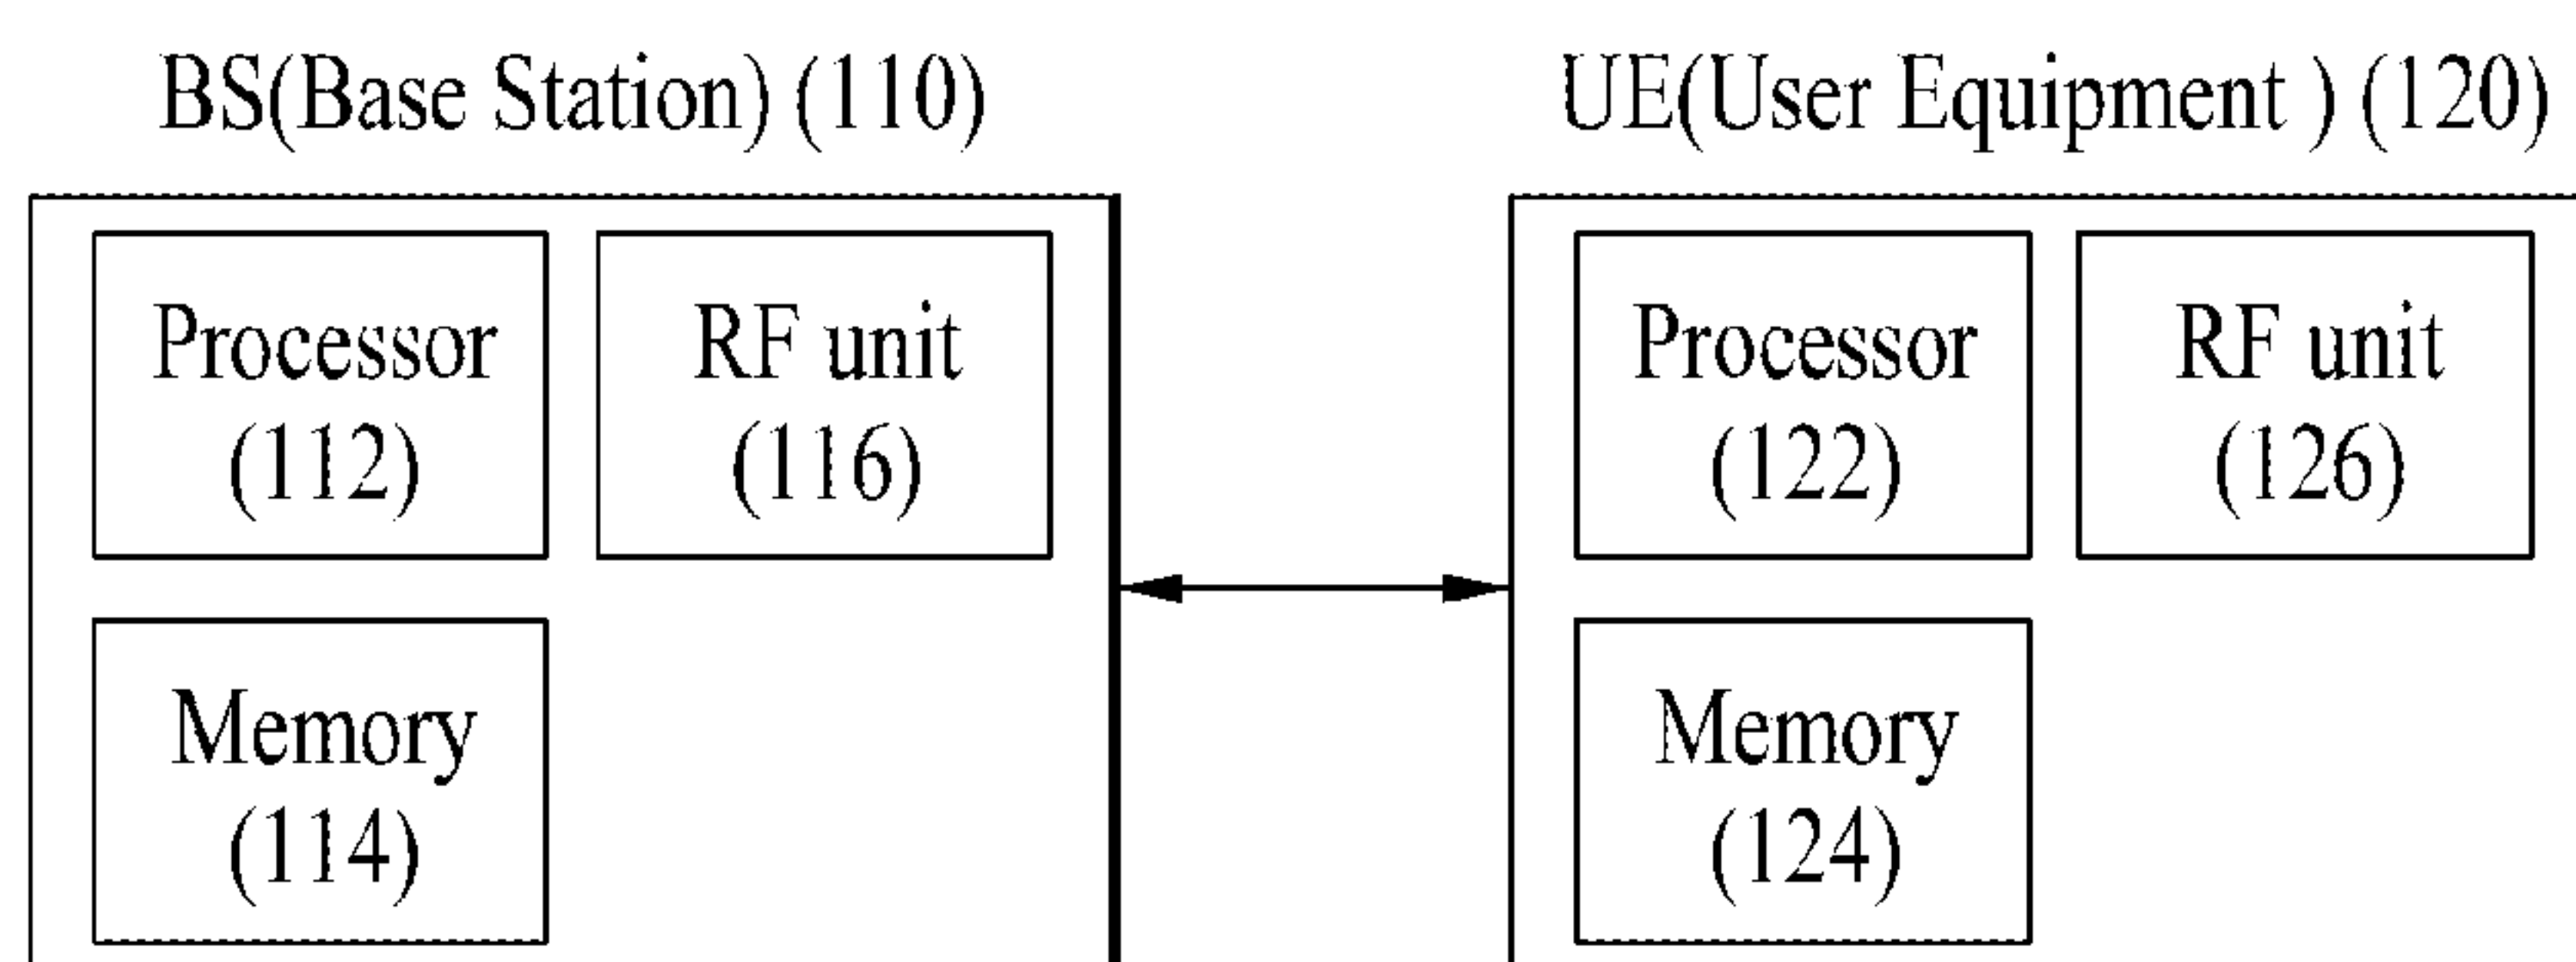 BS(Base Station) (110)
UE(User Equipment ) (120)
Processor
(112)
RF unit
(116)
Memory
(114)
Processor
(122)
RF unit
(126)
Memory
(124)